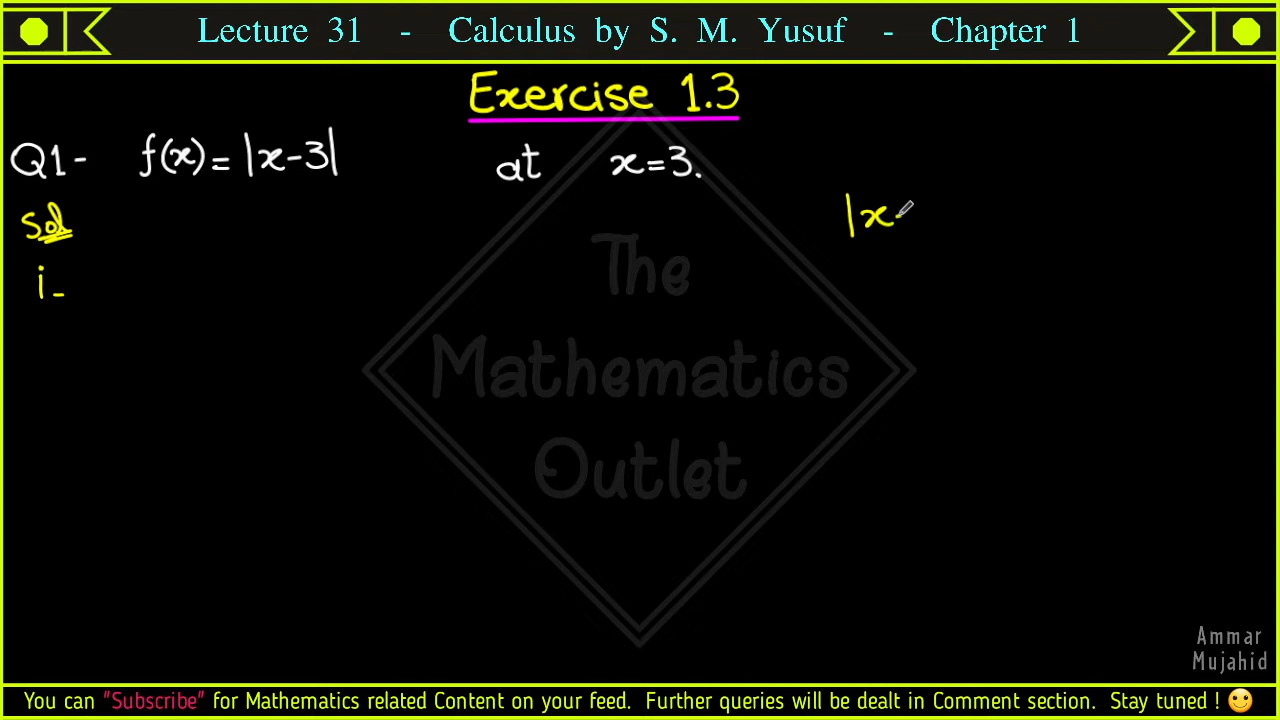 Lecture 31 - Calculus by S. M. Yusuf - Chapter 1
Exercise 1.3
Q1- f(x) = |x-3| at x=3.
Sol
|x-
i-
The
Mathematics
Outlet
Ammar
Mujahid
You can "Subscribe" for Mathematics related Content on your feed. Further queries will be dealt in Comment section. Stay tuned ! 🙂